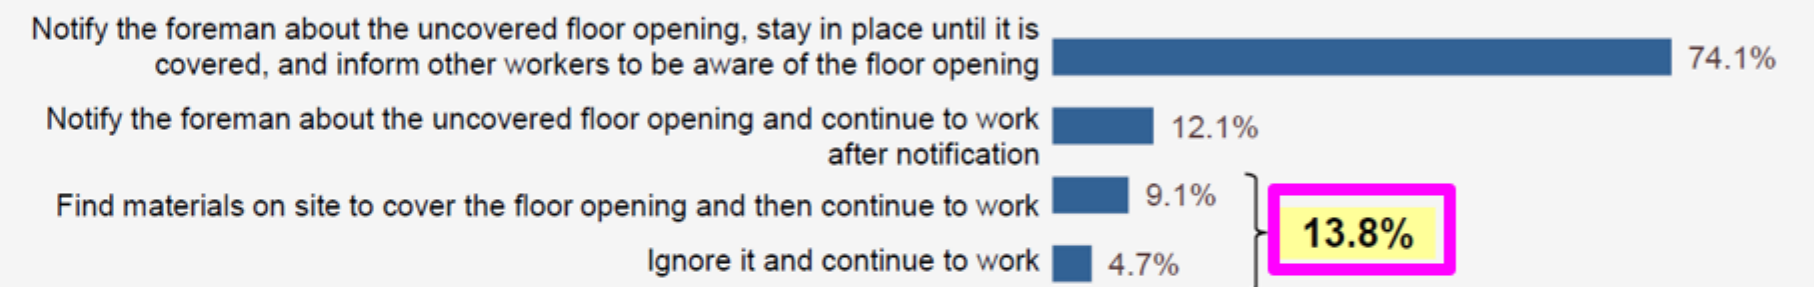 Notify the foreman about the uncovered floor opening, stay in place until it is
covered, and inform other workers to be aware of the floor opening
74.1%
Notify the foreman about the uncovered floor opening and continue to work
after notification
12.1%
Find materials on site to cover the floor opening and then continue to work
9.1%
13.8%
Ignore it and continue to work
4.7%